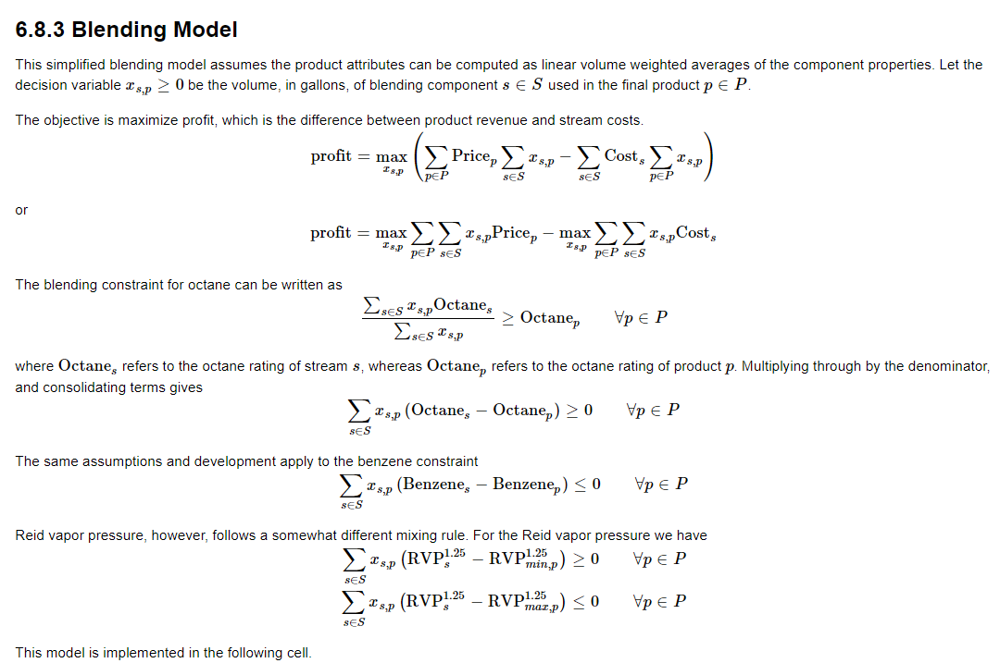 6.8.3 Blending Model
This simplified blending model assumes the product attributes can be computed as linear volume weighted averages of the component properties. Let the
decision variable $x_{s,p} \geq 0$ be the volume, in gallons, of blending component $s \in S$ used in the final product $p \in P$.
The objective is maximize profit, which is the difference between product revenue and stream costs.
$\text{profit} = \max_{x_{s,p}} \left( \sum_{p \in P} \text{Price}_p \sum_{s \in S} x_{s,p} - \sum_{s \in S} \text{Cost}_s \sum_{p \in P} x_{s,p} \right)$
or
$\text{profit} = \max_{x_{s,p}} \sum_{p \in P} \sum_{s \in S} x_{s,p} \text{Price}_p - \max_{x_{s,p}} \sum_{p \in P} \sum_{s \in S} x_{s,p} \text{Cost}_s$
The blending constraint for octane can be written as
$\frac{\sum_{s \in S} x_{s,p} \text{Octane}_s}{\sum_{s \in S} x_{s,p}} \geq \text{Octane}_p \quad \forall p \in P$
where $\text{Octane}_s$ refers to the octane rating of stream $s$, whereas $\text{Octane}_p$ refers to the octane rating of product $p$. Multiplying through by the denominator,
and consolidating terms gives
$\sum_{s \in S} x_{s,p} (\text{Octane}_s - \text{Octane}_p) \geq 0 \quad \forall p \in P$
The same assumptions and development apply to the benzene constraint
$\sum_{s \in S} x_{s,p} (\text{Benzene}_s - \text{Benzene}_p) \leq 0 \quad \forall p \in P$
Reid vapor pressure, however, follows a somewhat different mixing rule. For the Reid vapor pressure we have
$\sum_{s \in S} x_{s,p} (\text{RVP}_s^{1.25} - \text{RVP}_{min,p}^{1.25}) \geq 0 \quad \forall p \in P$
$\sum_{s \in S} x_{s,p} (\text{RVP}_s^{1.25} - \text{RVP}_{max,p}^{1.25}) \leq 0 \quad \forall p \in P$
This model is implemented in the following cell.